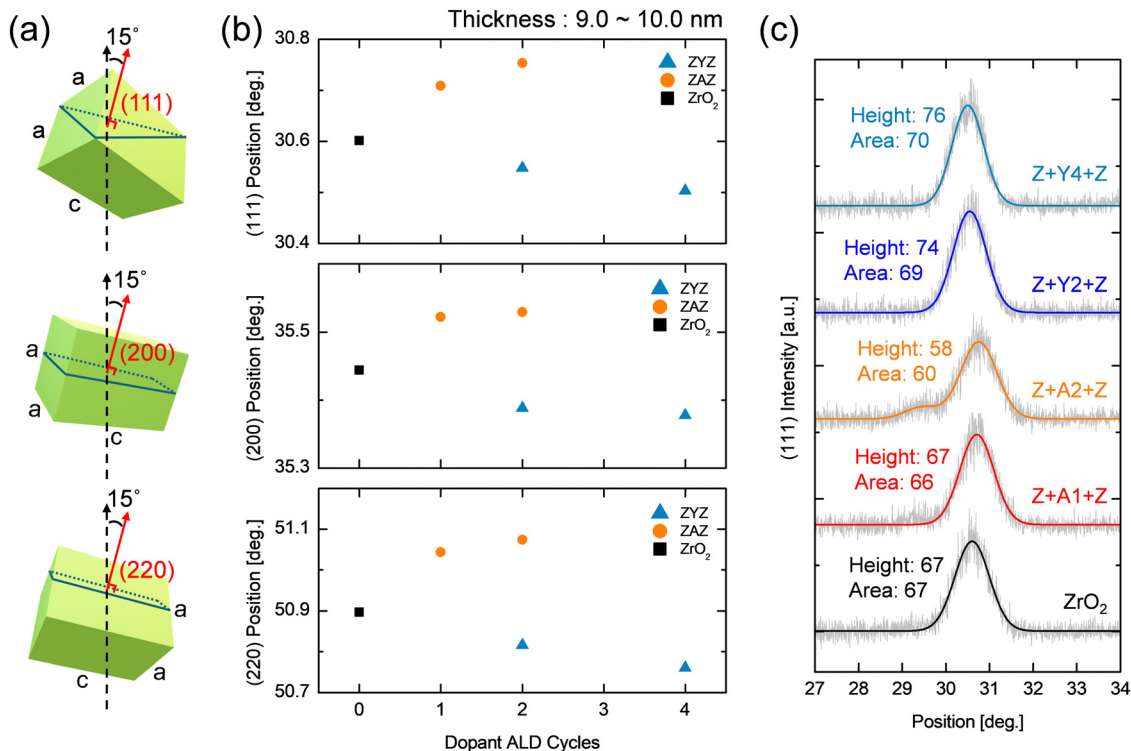 (a)
15°
a
(111)
a
c
15°
a
(200)
a
c
15°
(220)
a
c
a
(b)
Thickness : 9.0 ~ 10.0 nm
30.8
30.6
30.4
(111) Position [deg.]
ZYZ
ZAZ
ZrO₂
35.5
35.3
(200) Position [deg.]
ZYZ
ZAZ
ZrO₂
51.1
50.9
50.7
(220) Position [deg.]
ZYZ
ZAZ
ZrO₂
0 1 2 3 4
Dopant ALD Cycles
(c)
(111) Intensity [a.u.]
Height: 76
Area: 70
Z+Y4+Z
Height: 74
Area: 69
Z+Y2+Z
Height: 58
Area: 60
Z+A2+Z
Height: 67
Area: 66
Z+A1+Z
Height: 67
Area: 67
ZrO₂
27 28 29 30 31 32 33 34
Position [deg.]